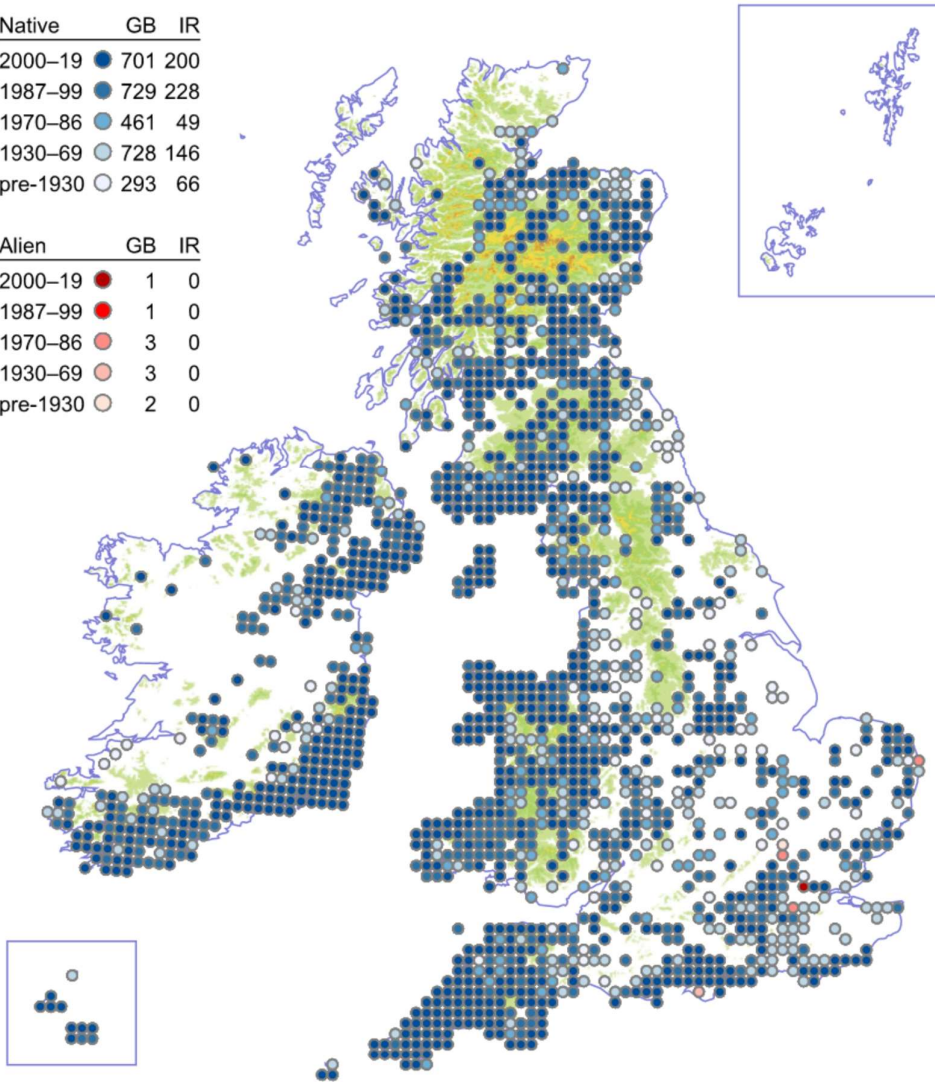 Native GB IR
2000–19 701 200
1987–99 729 228
1970–86 461 49
1930–69 728 146
pre-1930 293 66
Alien GB IR
2000–19 1 0
1987–99 1 0
1970–86 3 0
1930–69 3 0
pre-1930 2 0